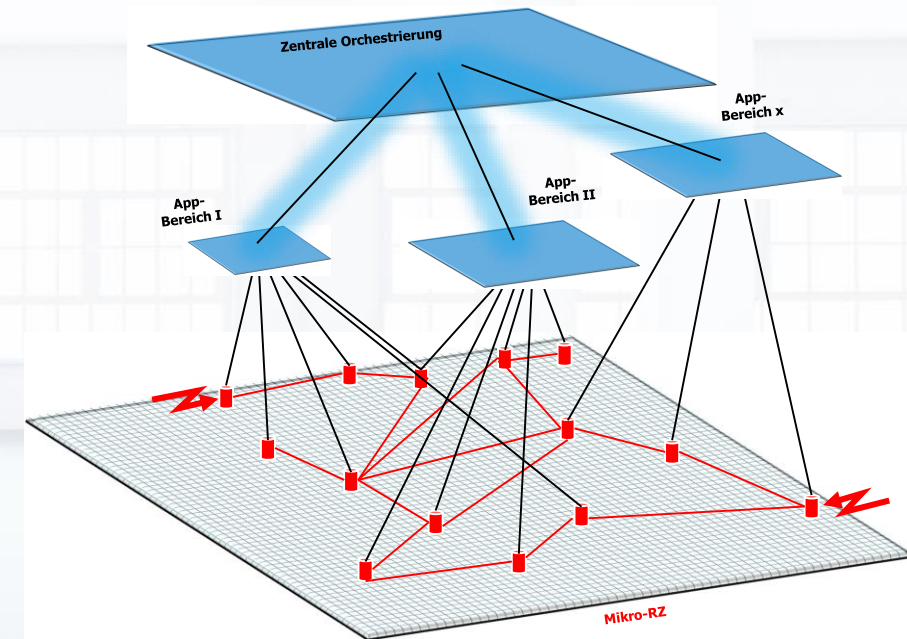 Zentrale Orchestrierung
App-
Bereich x
App-
Bereich II
App-
Bereich I
Mikro-RZ